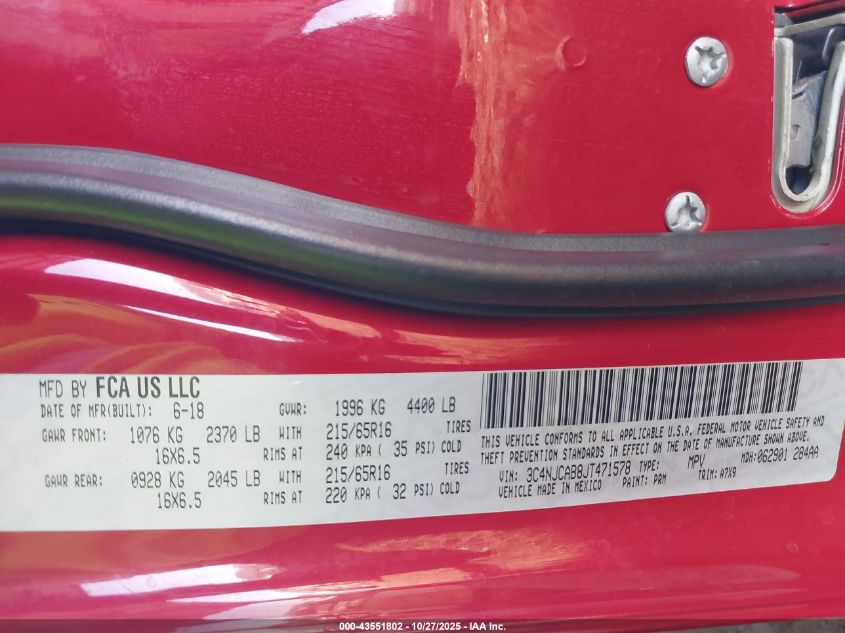 MFD BY FCA US LLC
DATE OF MFR(BUILT): 6-18 GVWR: 1996 KG 4400 LB
GAWR FRONT: 1076 KG 2370 LB WITH 215/65R16 TIRES
16X6.5 RIMS AT 240 KPA ( 35 PSI) COLD
GAWR REAR: 0928 KG 2045 LB WITH 215/65R16 TIRES
16X6.5 RIMS AT 220 KPA ( 32 PSI) COLD
THIS VEHICLE CONFORMS TO ALL APPLICABLE U.S.A. FEDERAL MOTOR VEHICLE SAFETY AND
THEFT PREVENTION STANDARDS IN EFFECT ON THE DATE OF MANUFACTURE SHOWN ABOVE.
VIN: 3C4NJCAB8JT471578 TYPE: MPV MDH: 062901 284AA
VEHICLE MADE IN MEXICO PAINT: PRM TRIM: A7X9
000-43551802 - 10/27/2025 - IAA Inc.